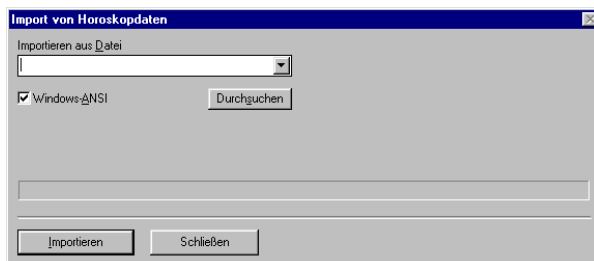 Import von Horoskopdaten
Importieren aus Datei
Windows-ANSI
Durchsuchen
Importieren
Schließen